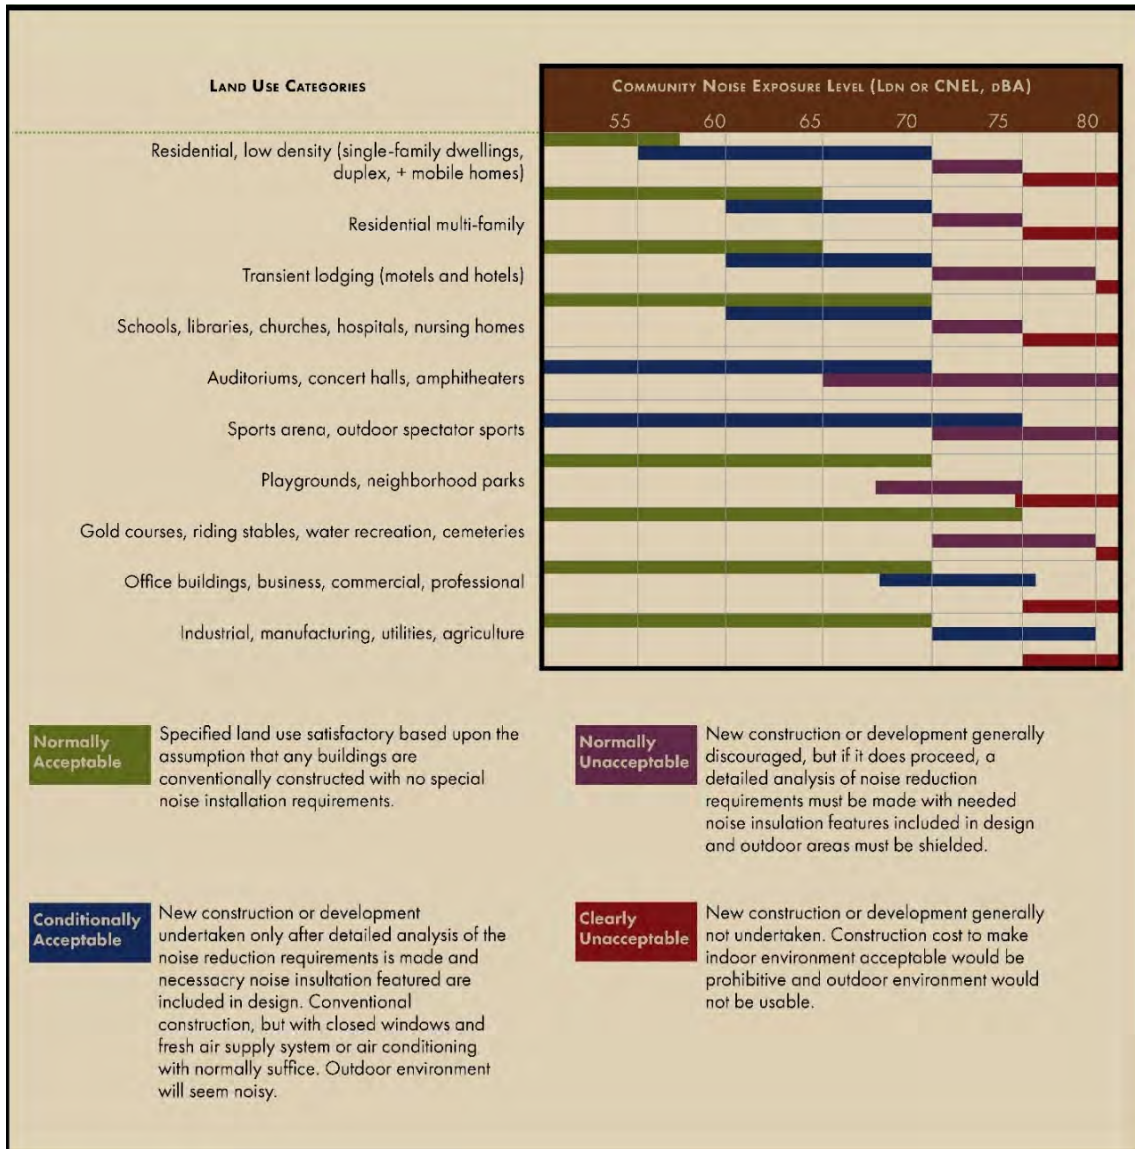 LAND USE CATEGORIES
COMMUNITY NOISE EXPOSURE LEVEL (LDN OR CNEL, DBA)
55 60 65 70 75 80
Residential, low density (single-family dwellings,
duplex, + mobile homes)
Residential multi-family
Transient lodging (motels and hotels)
Schools, libraries, churches, hospitals, nursing homes
Auditoriums, concert halls, amphitheaters
Sports arena, outdoor spectator sports
Playgrounds, neighborhood parks
Gold courses, riding stables, water recreation, cemeteries
Office buildings, business, commercial, professional
Industrial, manufacturing, utilities, agriculture
Normally
Acceptable
Specified land use satisfactory based upon the
assumption that any buildings are
conventionally constructed with no special
noise installation requirements.
Normally
Unacceptable
New construction or development generally
discouraged, but if it does proceed, a
detailed analysis of noise reduction
requirements must be made with needed
noise insulation features included in design
and outdoor areas must be shielded.
Conditionally
Acceptable
New construction or development
undertaken only after detailed analysis of the
noise reduction requirements is made and
necessacry noise insultation featured are
included in design. Conventional
construction, but with closed windows and
fresh air supply system or air conditioning
with normally suffice. Outdoor environment
will seem noisy.
Clearly
Unacceptable
New construction or development generally
not undertaken. Construction cost to make
indoor environment acceptable would be
prohibitive and outdoor environment would
not be usable.